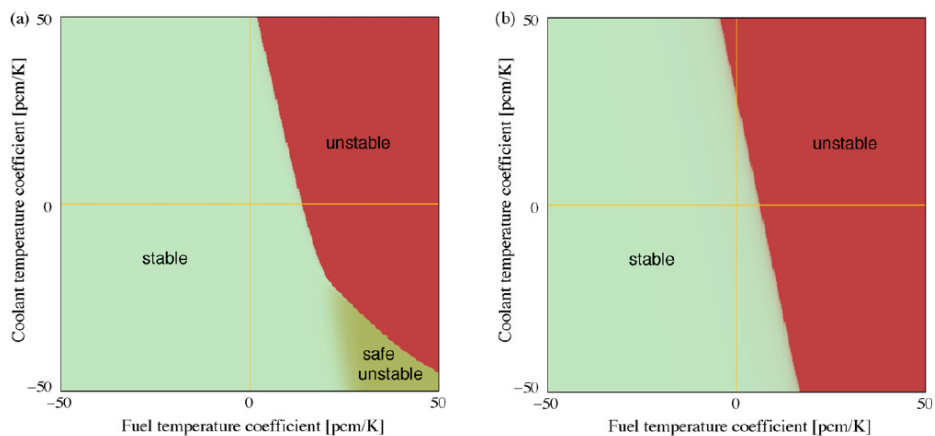 (a)
50
Coolant temperature coefficient [pcm/K]
unstable
0
stable
safe
unstable
−50
−50
0
50
Fuel temperature coefficient [pcm/K]
(b)
50
Coolant temperature coefficient [pcm/K]
unstable
0
stable
−50
−50
0
50
Fuel temperature coefficient [pcm/K]